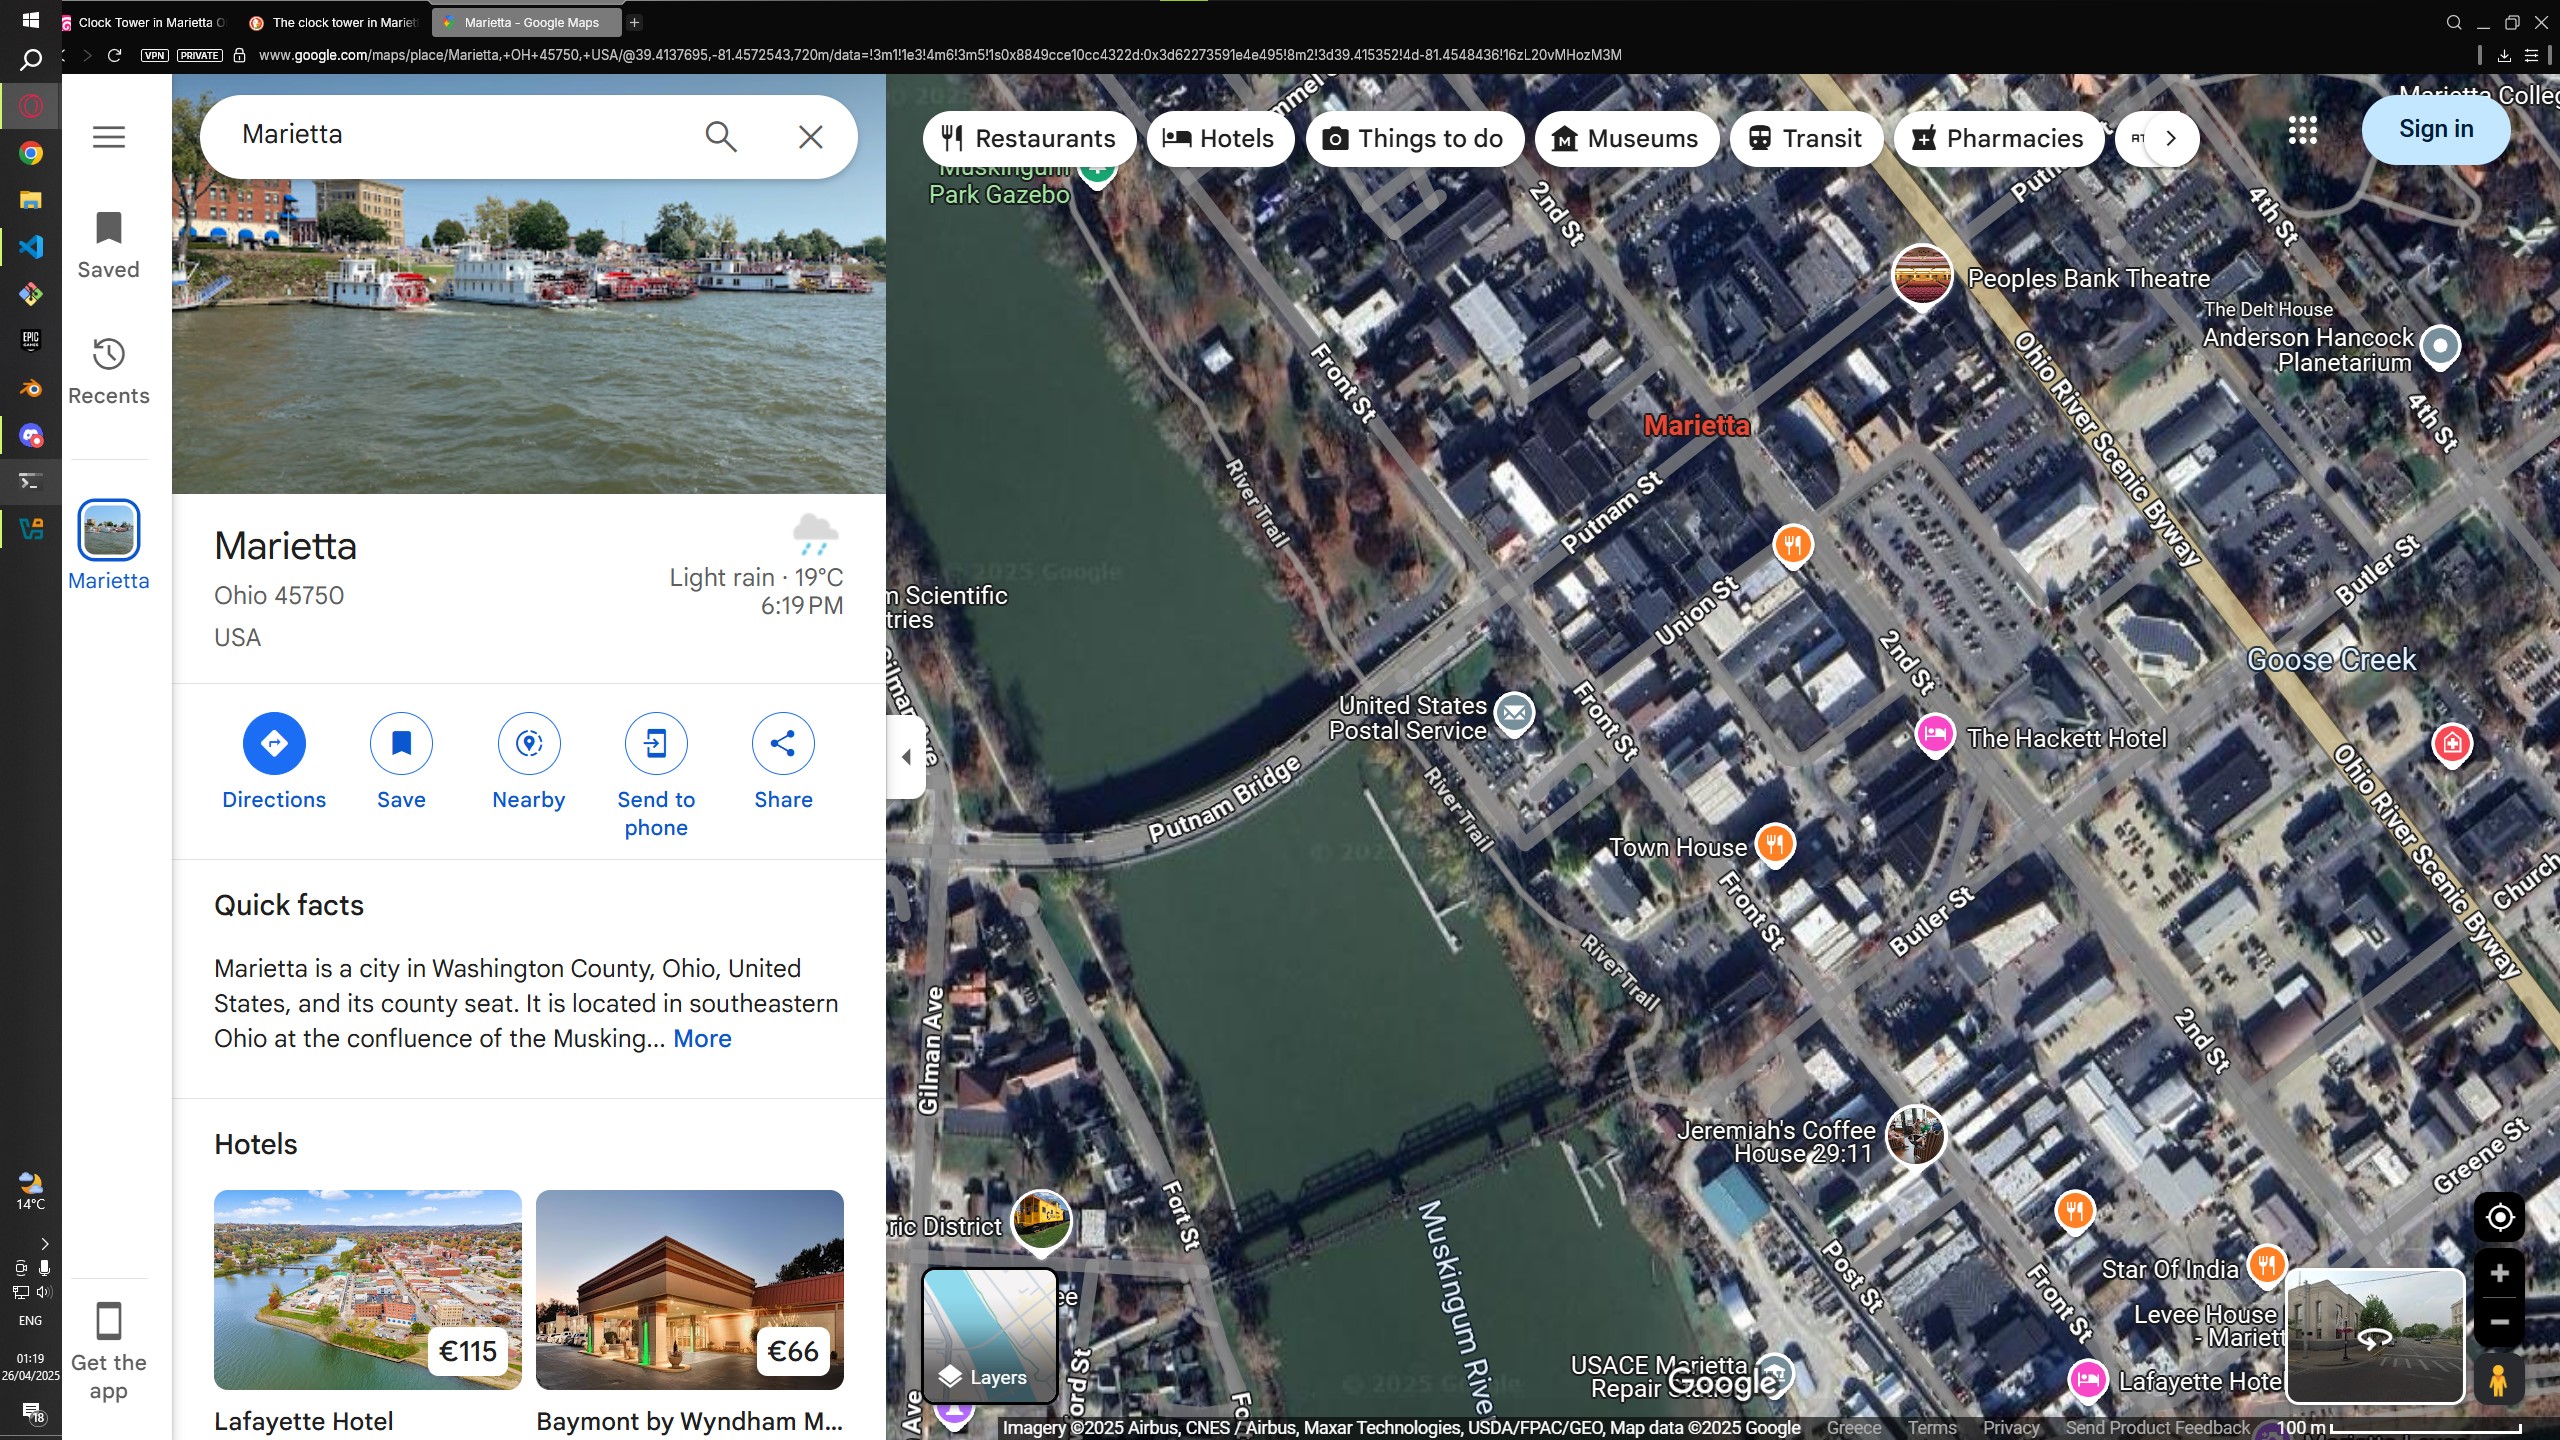 Clock Tower in Marietta O
The clock tower in Mariet
Marietta - Google Maps
VPN
PRIVATE
www.google.com/maps/place/Marietta,+OH+45750,+USA/@39.4137695,-81.4572543,720m/data=!3m1!1e3!4m6!3m5!1s0x8849cce10cc4322d:0x3d62273591e4e495!8m2!3d39.415352!4d-81.4548436!16zL20vMHozM3M
Marietta
Saved
Recents
Marietta
Get the
app
14°C
ENG
01:19
26/04/2025
18
Marietta
Ohio 45750
USA
Light rain · 19°C
6:19 PM
Directions
Save
Nearby
Send to
phone
Share
Quick facts
Marietta is a city in Washington County, Ohio, United
States, and its county seat. It is located in southeastern
Ohio at the confluence of the Musking... More
Hotels
€115
€66
Lafayette Hotel
Baymont by Wyndham M...
Restaurants
Hotels
Things to do
Museums
Transit
Pharmacies
Sign in
Marietta Colleg
Muskingum
Park Gazebo
2nd St
4th St
Peoples Bank Theatre
The Delt House
Anderson Hancock
Planetarium
Front St
Ohio River Scenic Byway
4th St
Marietta
River Trail
Putnam St
Butler St
Union St
2nd St
Goose Creek
United States
Postal Service
Front St
The Hackett Hotel
Putnam Bridge
River Trail
Town House
Front St
Butler St
Ohio River Scenic Byway
Church
River Trail
Gilman Ave
2nd St
Jeremiah's Coffee
House 29:11
Greene St
Fort St
ric District
Muskingum Rive
Post St
Front St
Star Of India
Levee House
- Mariett
USACE Marietta
Repair Station
Google
Lafayette Hote
Layers
Imagery ©2025 Airbus, CNES / Airbus, Maxar Technologies, USDA/FPAC/GEO, Map data ©2025 Google
Greece
Terms
Privacy
Send Product Feedback
100 m